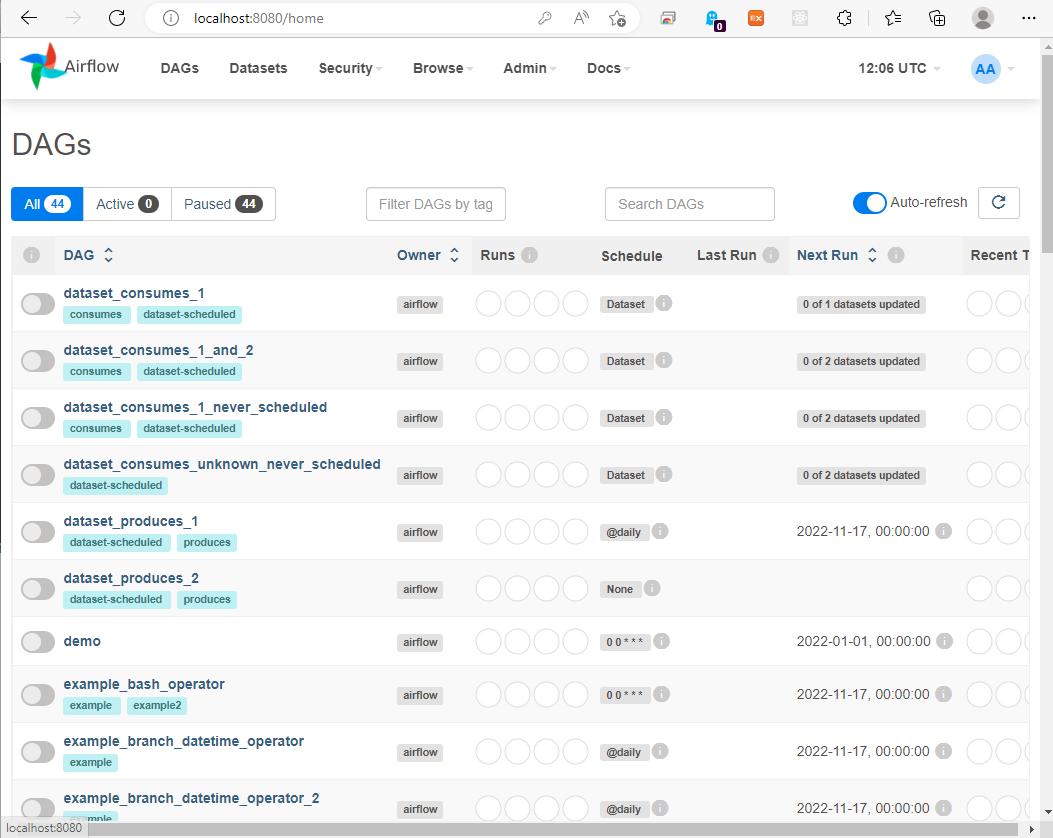 localhost:8080/home
0
EX
Airflow DAGs Datasets Security Browse Admin Docs 12:06 UTC AA
DAGs
All 44 Active 0 Paused 44 Filter DAGs by tag Search DAGs Auto-refresh
DAG Owner Runs Schedule Last Run Next Run Recent T
dataset_consumes_1
consumes dataset-scheduled airflow Dataset 0 of 1 datasets updated
dataset_consumes_1_and_2
consumes dataset-scheduled airflow Dataset 0 of 2 datasets updated
dataset_consumes_1_never_scheduled
consumes dataset-scheduled airflow Dataset 0 of 2 datasets updated
dataset_consumes_unknown_never_scheduled
dataset-scheduled airflow Dataset 0 of 2 datasets updated
dataset_produces_1
dataset-scheduled produces airflow @daily 2022-11-17, 00:00:00
dataset_produces_2
dataset-scheduled produces airflow None
demo airflow 0 0 * * * 2022-01-01, 00:00:00
example_bash_operator
example example2 airflow 0 0 * * * 2022-11-17, 00:00:00
example_branch_datetime_operator
example airflow @daily 2022-11-17, 00:00:00
example_branch_datetime_operator_2
example airflow @daily 2022-11-17, 00:00:00
localhost:8080